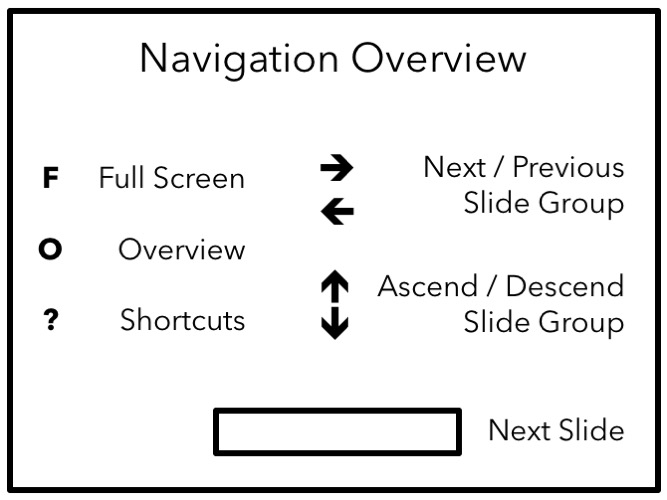 Navigation Overview
F Full Screen
O Overview
? Shortcuts
→ Next / Previous
← Slide Group
↑ Ascend / Descend
↓ Slide Group
Next Slide